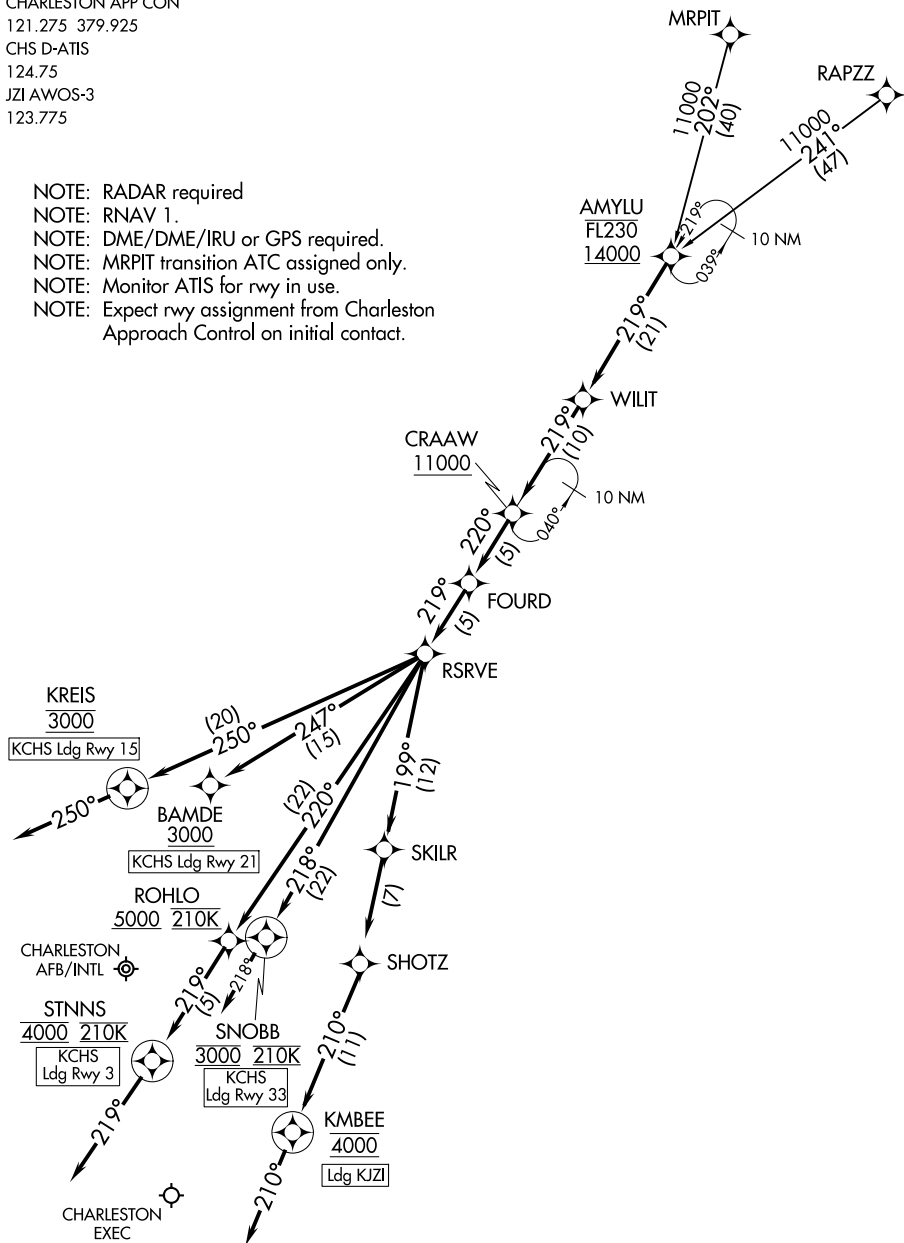 CHARLESTON APP CON
121.275 379.925
CHS D-ATIS
124.75
JZI AWOS-3
123.775
MRPIT
RAPZZ
11000
202°
(40)
11000
241°
(47)
NOTE: RADAR required
NOTE: RNAV 1.
NOTE: DME/DME/IRU or GPS required.
NOTE: MRPIT transition ATC assigned only.
NOTE: Monitor ATIS for rwy in use.
NOTE: Expect rwy assignment from Charleston
Approach Control on initial contact.
AMYLU
FL230
14000
219°
039°
10 NM
219°
(21)
WILIT
219°
(10)
CRAAW
11000
040°
10 NM
220°
(5)
FOURD
219°
(5)
RSRVE
KREIS
3000
KCHS Ldg Rwy 15
(20)
250°
250°
247°
(15)
BAMDE
3000
KCHS Ldg Rwy 21
(22)
220°
218°
(22)
199°
(12)
SKILR
(7)
ROHLO
5000 210K
CHARLESTON
AFB/INTL
218°
SHOTZ
219°
(5)
STNNS
4000 210K
KCHS
Ldg Rwy 3
SNOBB
3000 210K
KCHS
Ldg Rwy 33
210°
(11)
219°
KMBEE
4000
Ldg KJZI
210°
CHARLESTON
EXEC